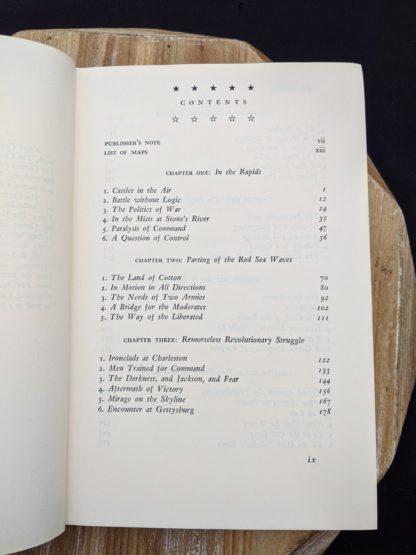 CONTENTS
PUBLISHER'S NOTE vii
LIST OF MAPS xiii
CHAPTER ONE: In the Rapids
1. Castles in the Air 1
2. Battle without Logic 12
3. The Politics of War 24
4. In the Mists at Stone's River 35
5. Paralysis of Command 47
6. A Question of Control 56
CHAPTER TWO: Parting of the Red Sea Waves
1. The Land of Cotton 70
2. In Motion in All Directions 80
3. The Needs of Two Armies 92
4. A Bridge for the Moderates 102
5. The Way of the Liberated 111
CHAPTER THREE: Remorseless Revolutionary Struggle
1. Ironclads at Charleston 122
2. Men Trained for Command 133
3. The Darkness, and Jackson, and Fear 144
4. Aftermath of Victory 156
5. Mirage on the Skyline 167
6. Encounter at Gettysburg 178
ix